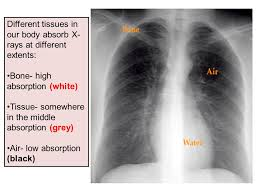 Different tissues in
our body absorb X-
rays at different
extents:
•Bone- high
absorption (white)
•Tissue- somewhere
in the middle
absorption (grey)
•Air- low absorption
(black)
Bone
Air
Water